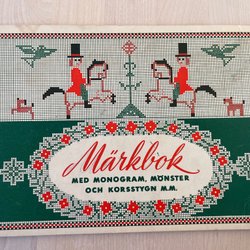 Märkbok
MED MONOGRAM, MÖNSTER
OCH KORSSTYGN M.M.